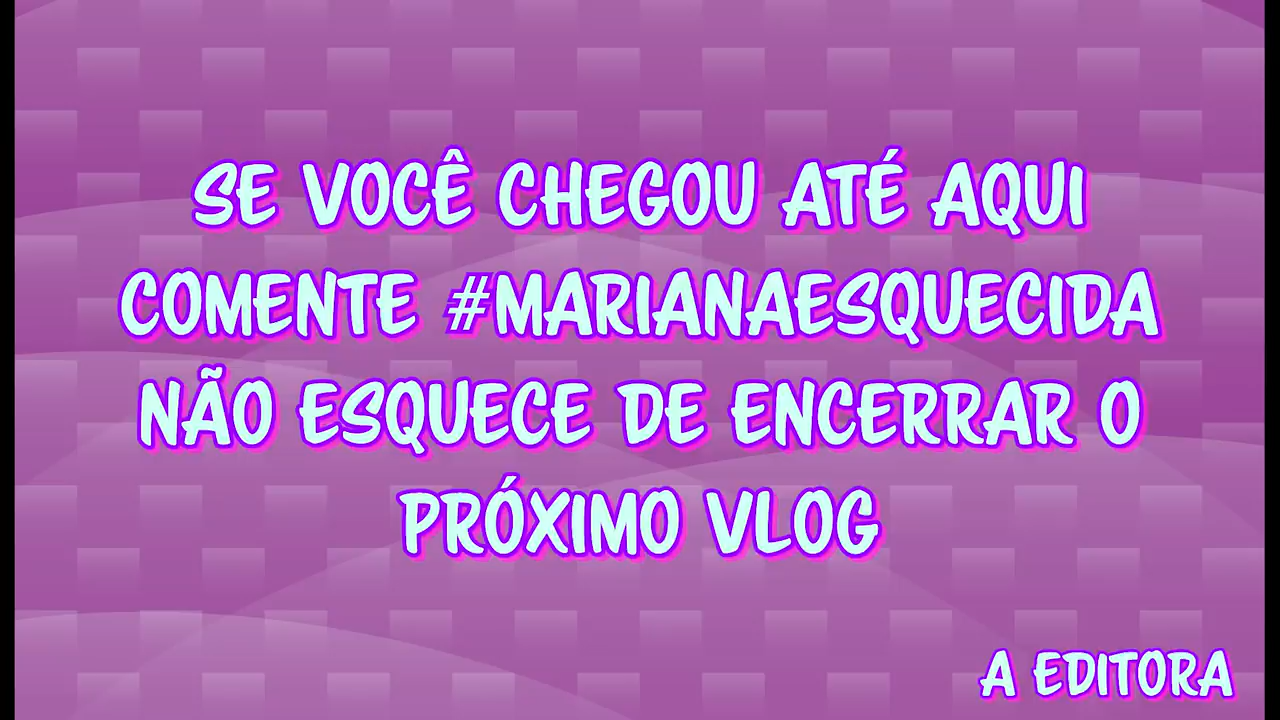 SE VOCÊ CHEGOU ATÉ AQUI
COMENTE #MARIANAESQUECIDA
NÃO ESQUECE DE ENCERRAR O
PRÓXIMO VLOG
A EDITORA